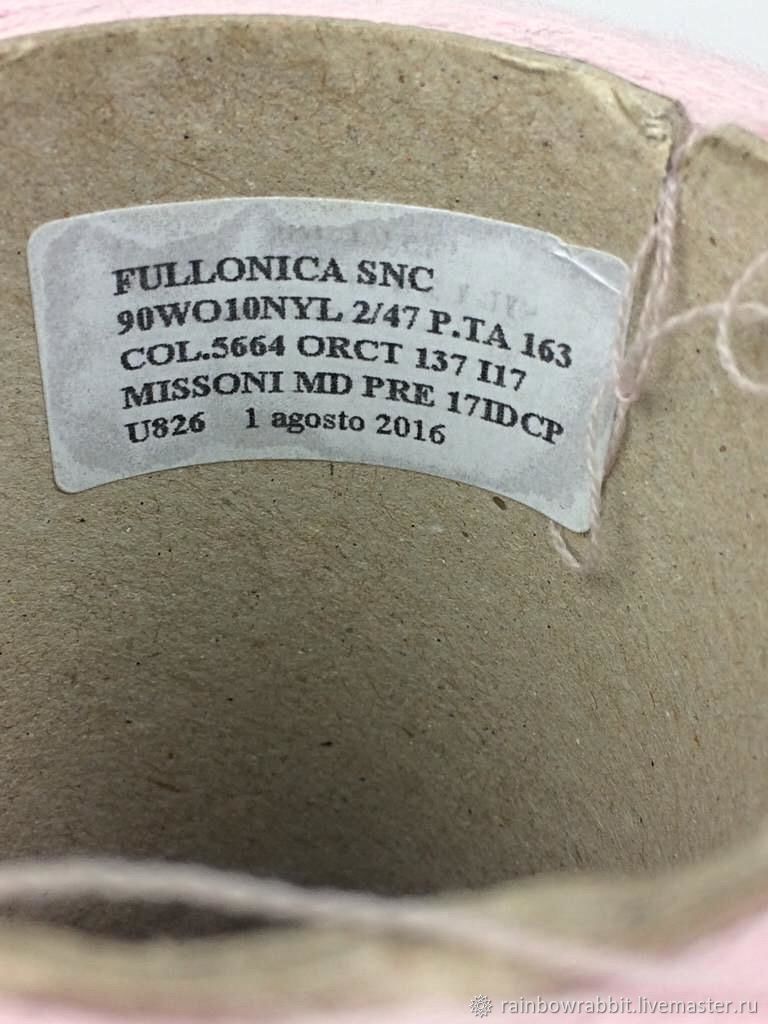 FULLONICA SNC
90WO10NYL 2/47 P.TA 163
COL.5664 ORCT 137 I17
MISSONI MD PRE 17IDCP
U826 1 agosto 2016
rainbowrabbit.livemaster.ru